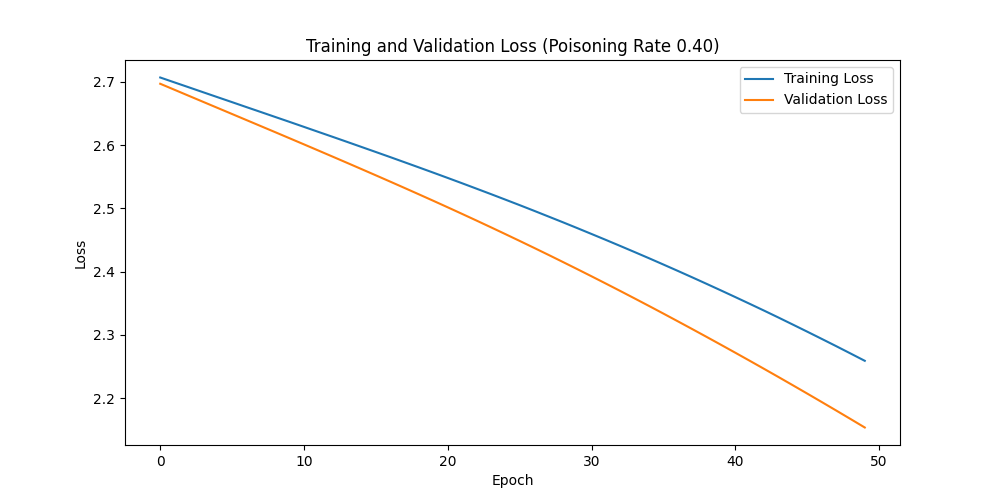 Training and Validation Loss (Poisoning Rate 0.40)
Training Loss
Validation Loss
Loss
2.7
2.6
2.5
2.4
2.3
2.2
0 10 20 30 40 50
Epoch